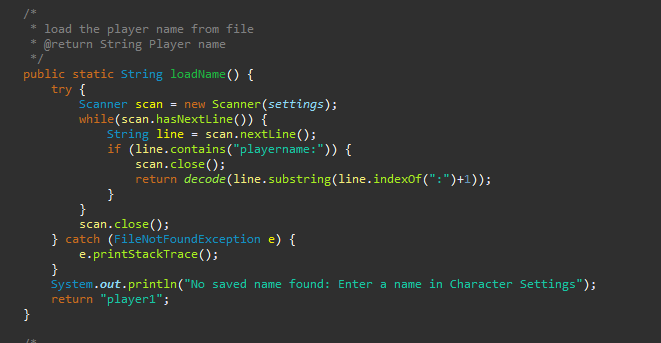 /*
 * load the player name from file
 * @return String Player name
 */
public static String loadName() {
    try {
        Scanner scan = new Scanner(settings);
        while(scan.hasNextLine()) {
            String line = scan.nextLine();
            if (line.contains("playername:")) {
                scan.close();
                return decode(line.substring(line.indexOf(":")+1));
            }
        }
        scan.close();
    } catch (FileNotFoundException e) {
        e.printStackTrace();
    }
    System.out.println("No saved name found: Enter a name in Character Settings");
    return "player1";
}
/*